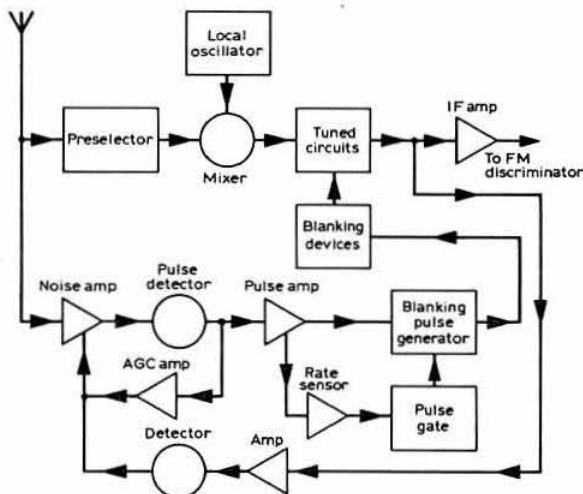 Local
oscillator
Preselector
Mixer
Tuned
circuits
IF amp
To FM
discriminator
Blanking
devices
Noise amp
Pulse
detector
Pulse amp
Blanking
pulse
generator
AGC amp
Rate
sensor
Pulse
gate
Detector
Amp